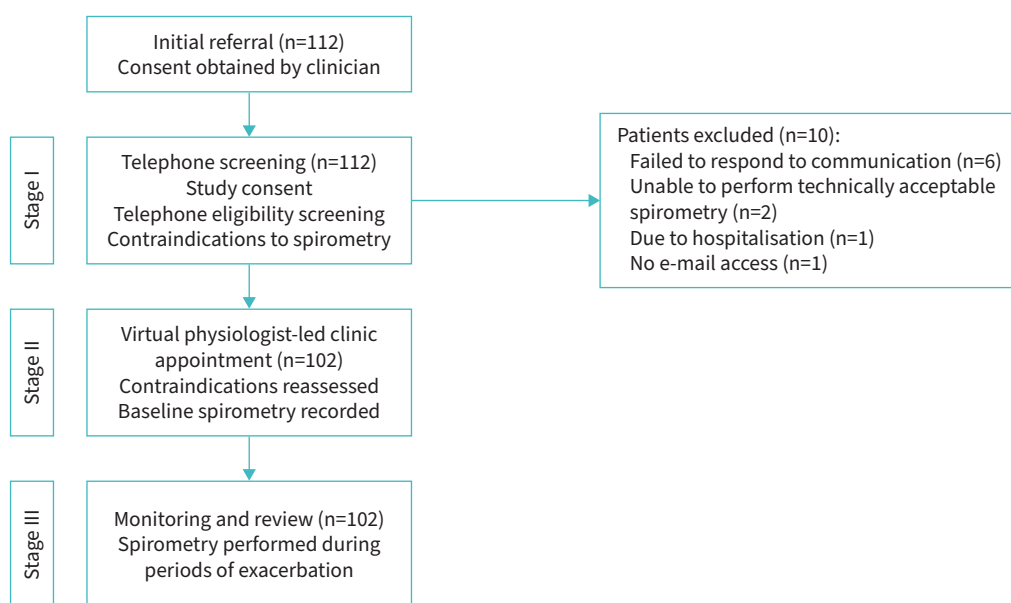 Initial referral (n=112)
Consent obtained by clinician
Stage I
Telephone screening (n=112)
Study consent
Telephone eligibility screening
Contraindications to spirometry
Patients excluded (n=10):
Failed to respond to communication (n=6)
Unable to perform technically acceptable
spirometry (n=2)
Due to hospitalisation (n=1)
No e-mail access (n=1)
Stage II
Virtual physiologist-led clinic
appointment (n=102)
Contraindications reassessed
Baseline spirometry recorded
Stage III
Monitoring and review (n=102)
Spirometry performed during
periods of exacerbation